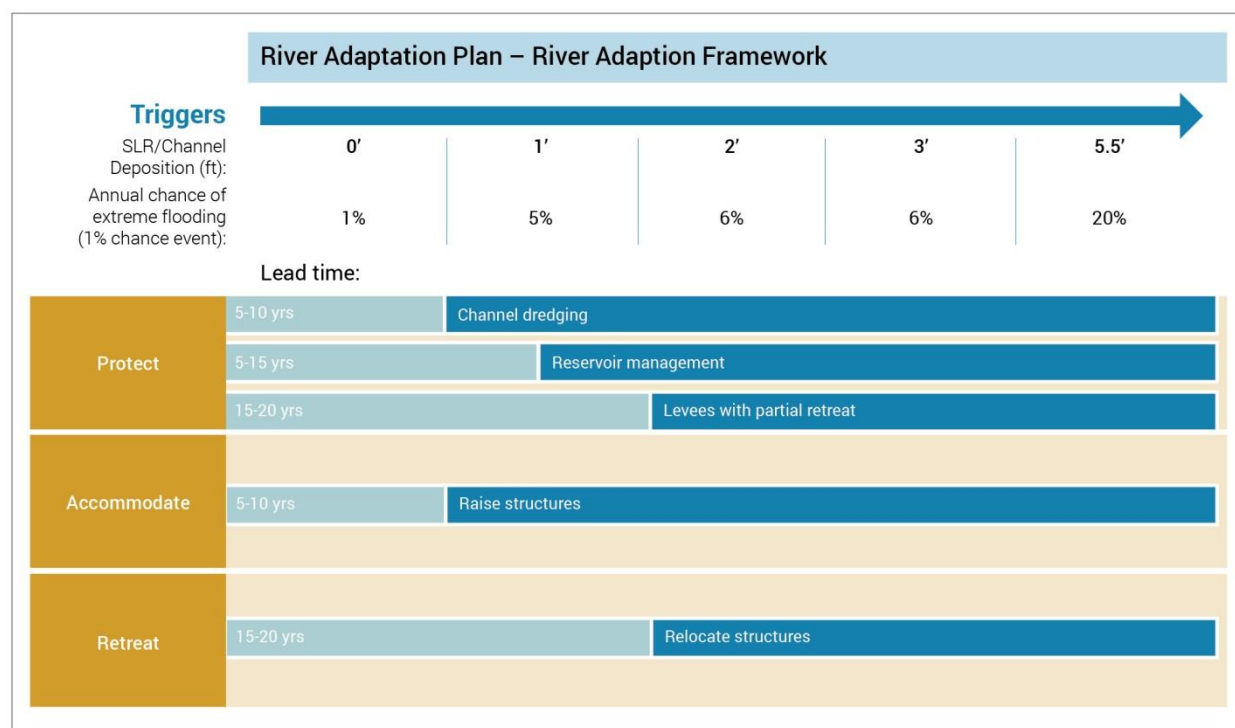 River Adaptation Plan – River Adaption Framework
Triggers
SLR/Channel
Deposition (ft):
0’ 1’ 2’ 3’ 5.5’
Annual chance of
extreme flooding
(1% chance event):
1% 5% 6% 6% 20%
Lead time:
Protect
5-10 yrs Channel dredging
5-15 yrs Reservoir management
15-20 yrs Levees with partial retreat
Accommodate
5-10 yrs Raise structures
Retreat
15-20 yrs Relocate structures